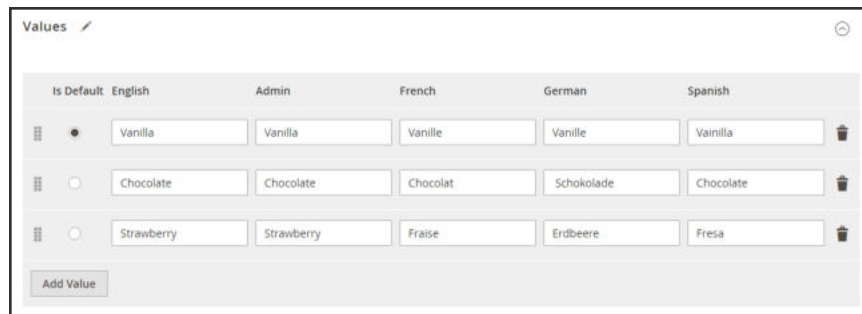 Values
Is Default English Admin French German Spanish
Vanilla Vanilla Vanille Vanille Vainilla
Chocolate Chocolate Chocolat Schokolade Chocolate
Strawberry Strawberry Fraise Erdbeere Fresa
Add Value